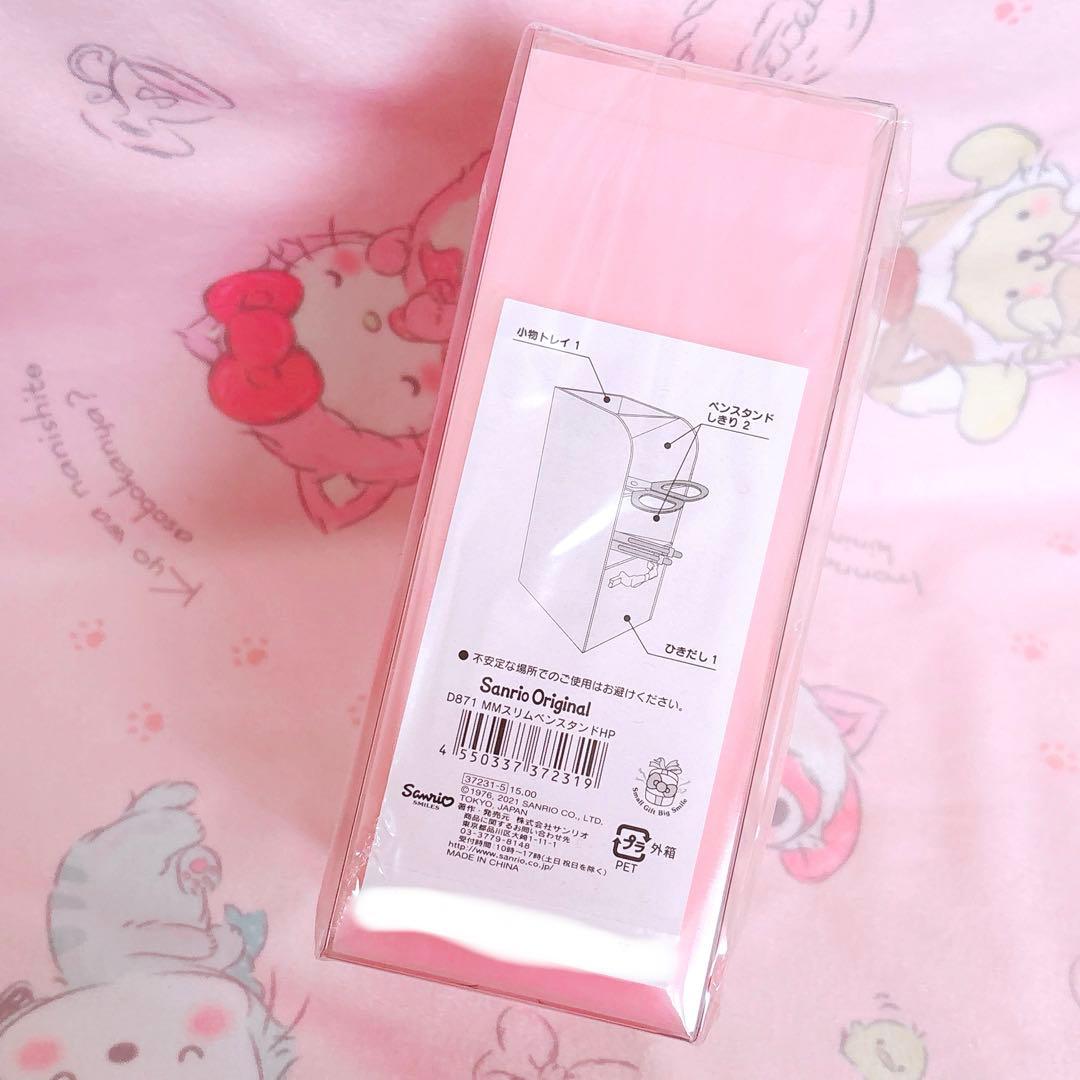 小物トレイ 1
ペンスタンド
しきり 2
ひきだし 1
● 不安定な場所でのご使用はお避けください。
Sanrio Original
D871 MMスリムペンスタンドHP
4 550337 372319
37231-5 15.00
©1976, 2021 SANRIO CO., LTD.
TOKYO, JAPAN
著作・発売元 株式会社サンリオ
商品に関するお問い合わせ先
東京都品川区大崎1-11-1
03-3779-8148
受付時間:10時〜17時(土日祝日を除く)
http://www.sanrio.co.jp/
MADE IN CHINA
Sanrio
SMILES
Small Gift Big Smile
プラ 外箱
PET
Kyo wa nanishite
asobokanya?